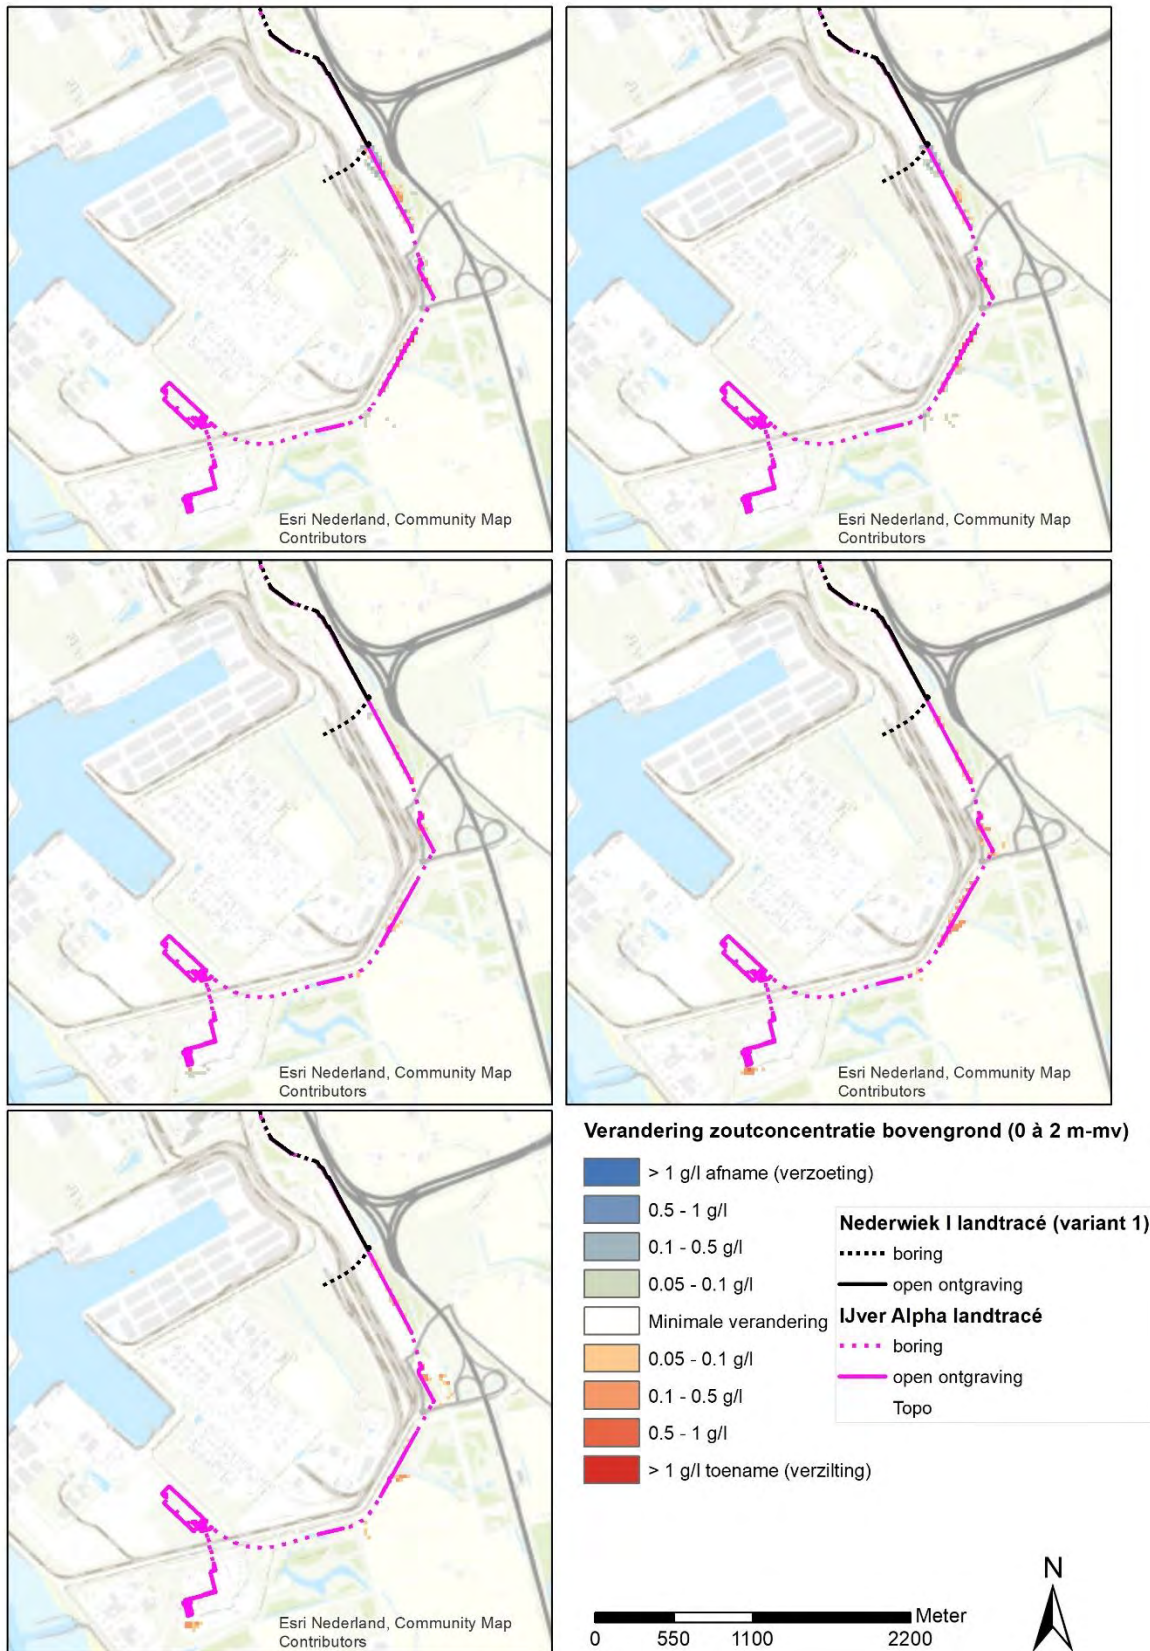 Esri Nederland, Community Map
Contributors
Esri Nederland, Community Map
Contributors
Esri Nederland, Community Map
Contributors
Esri Nederland, Community Map
Contributors
Esri Nederland, Community Map
Contributors
Verandering zoutconcentratie bovengrond (0 à 2 m-mv)
> 1 g/l afname (verzoeting)
0.5 - 1 g/l
0.1 - 0.5 g/l
0.05 - 0.1 g/l
Minimale verandering
0.05 - 0.1 g/l
0.1 - 0.5 g/l
0.5 - 1 g/l
> 1 g/l toename (verzilting)
Nederwiek I landtracé (variant 1)
boring
open ontgraving
IJver Alpha landtracé
boring
open ontgraving
Topo
N
Meter
0 550 1100 2200